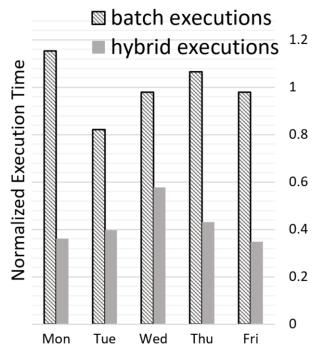 batch executions
hybrid executions
Normalized Execution Time
1.2
1
0.8
0.6
0.4
0.2
0
Mon Tue Wed Thu Fri